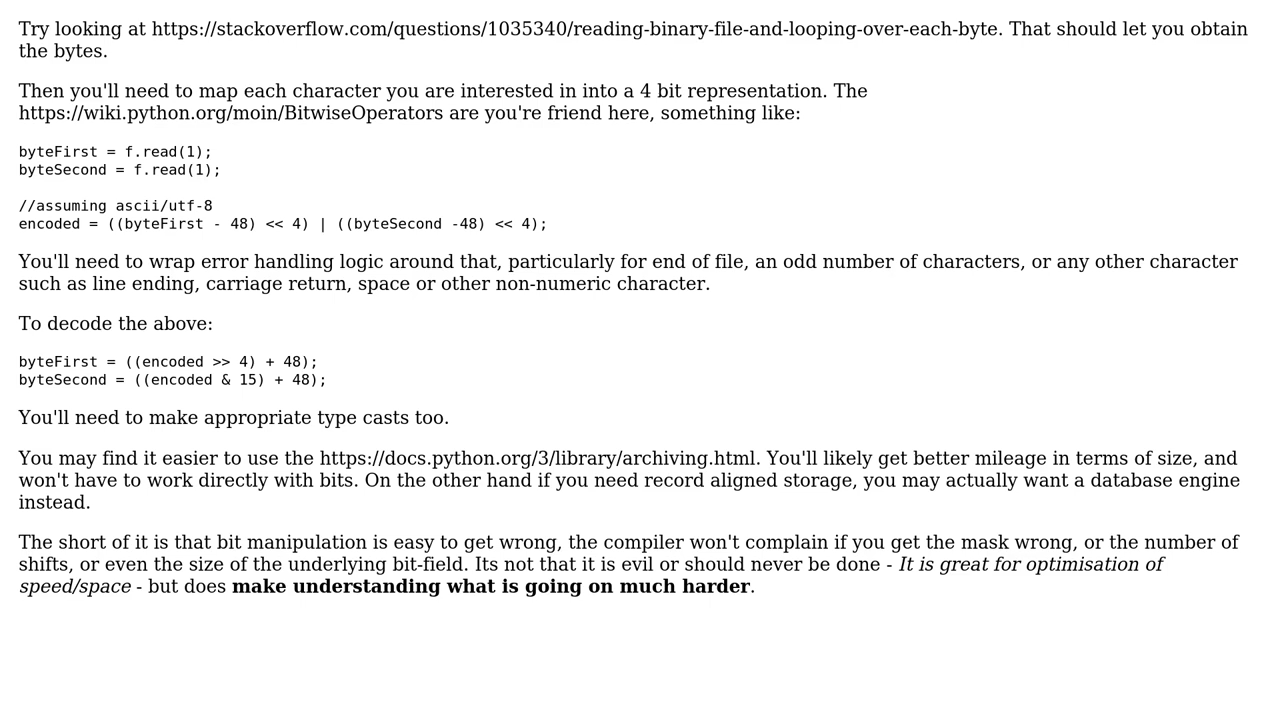 Try looking at https://stackoverflow.com/questions/1035340/reading-binary-file-and-looping-over-each-byte. That should let you obtain
the bytes.
Then you'll need to map each character you are interested in into a 4 bit representation. The
https://wiki.python.org/moin/BitwiseOperators are you're friend here, something like:
byteFirst = f.read(1);
byteSecond = f.read(1);
//assuming ascii/utf-8
encoded = ((byteFirst - 48) << 4) | ((byteSecond -48) << 4);
You'll need to wrap error handling logic around that, particularly for end of file, an odd number of characters, or any other character
such as line ending, carriage return, space or other non-numeric character.
To decode the above:
byteFirst = ((encoded >> 4) + 48);
byteSecond = ((encoded & 15) + 48);
You'll need to make appropriate type casts too.
You may find it easier to use the https://docs.python.org/3/library/archiving.html. You'll likely get better mileage in terms of size, and
won't have to work directly with bits. On the other hand if you need record aligned storage, you may actually want a database engine
instead.
The short of it is that bit manipulation is easy to get wrong, the compiler won't complain if you get the mask wrong, or the number of
shifts, or even the size of the underlying bit-field. Its not that it is evil or should never be done - It is great for optimisation of
speed/space - but does make understanding what is going on much harder.